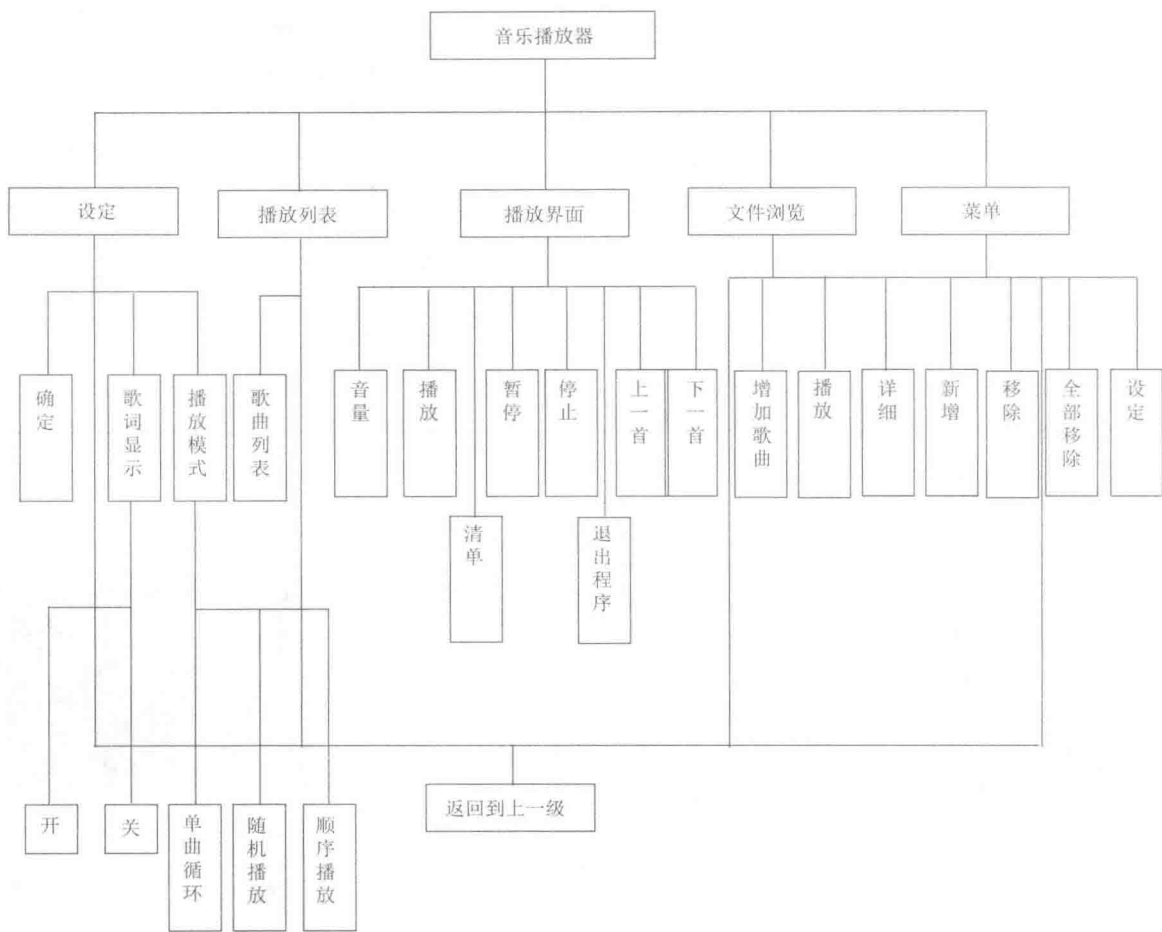 音乐播放器
设定
播放列表
播放界面
文件浏览
菜单
确定
歌词显示
播放模式
歌曲列表
音量
播放
暂停
停止
上一首
下一首
增加歌曲
播放
详细
新增
移除
全部移除
设定
清单
退出程序
返回到上一级
开
关
单曲循环
随机播放
顺序播放